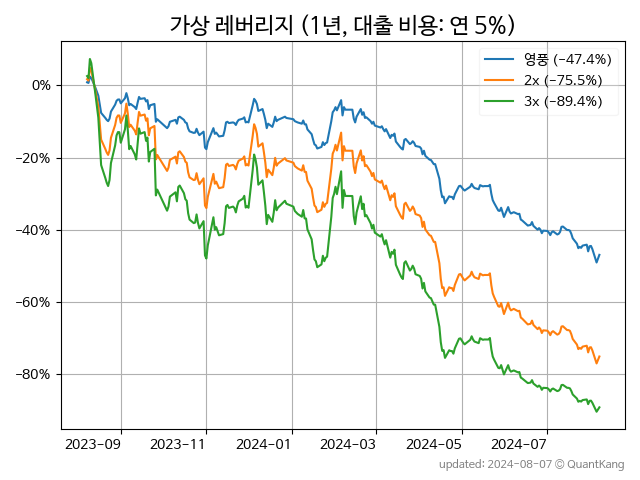 가상 레버리지 (1년, 대출 비용: 연 5%)
영풍 (−47.4%)
2x (−75.5%)
3x (−89.4%)
0%
−20%
−40%
−60%
−80%
2023-09 2023-11 2024-01 2024-03 2024-05 2024-07
updated: 2024-08-07 © QuantKang